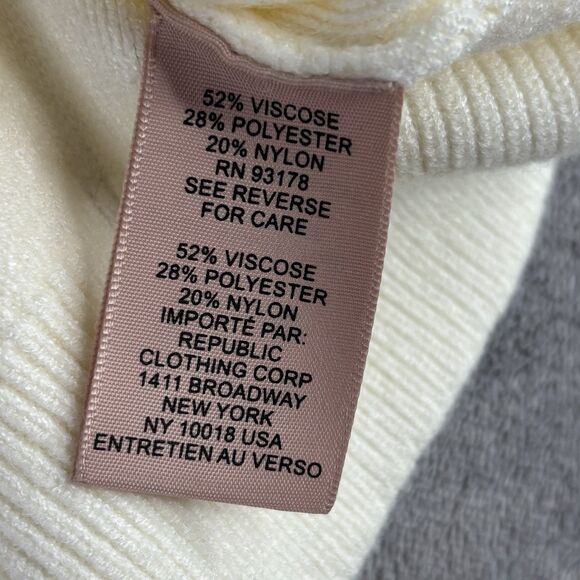 52% VISCOSE
28% POLYESTER
20% NYLON
RN 93178
SEE REVERSE
FOR CARE
52% VISCOSE
28% POLYESTER
20% NYLON
IMPORTÉ PAR:
REPUBLIC
CLOTHING CORP
1411 BROADWAY
NEW YORK
NY 10018 USA
ENTRETIEN AU VERSO